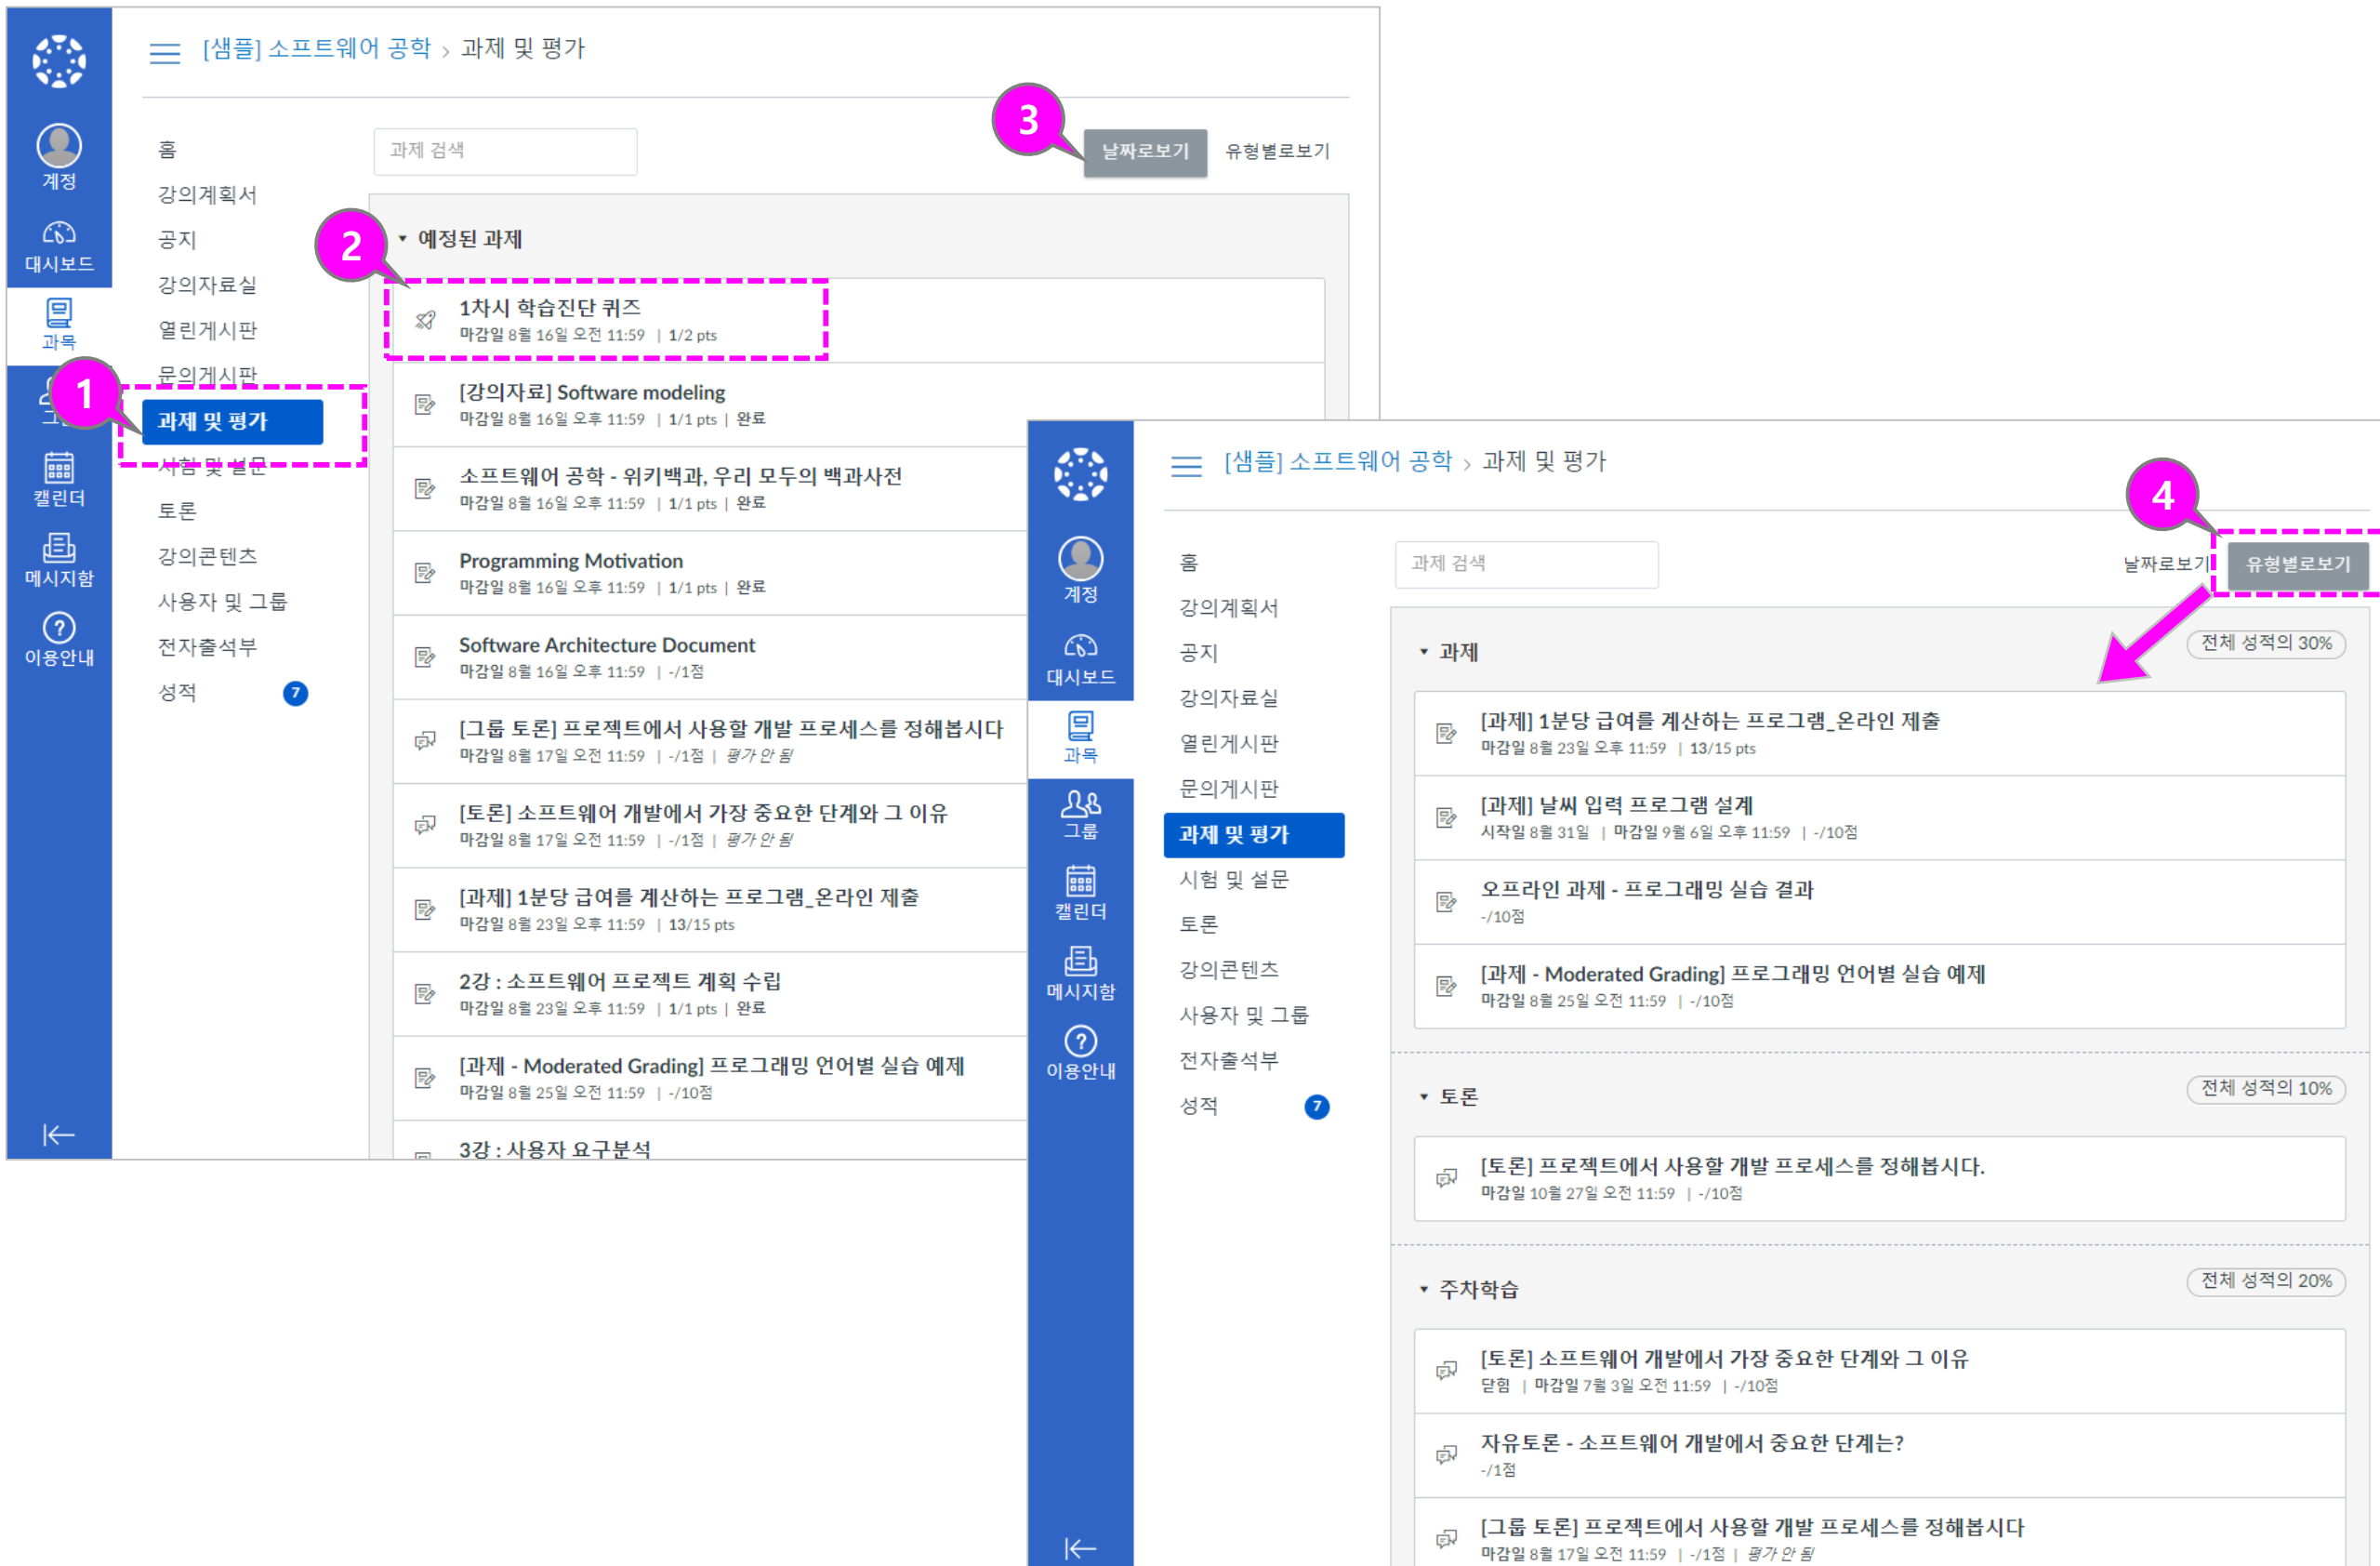 [샘플] 소프트웨어 공학 › 과제 및 평가
계정
대시보드
과목
캘린더
메시지함
이용안내
홈
강의계획서
공지
강의자료실
열린게시판
문의게시판
1
과제 및 평가
시험 및 설문
토론
강의콘텐츠
사용자 및 그룹
전자출석부
성적 7
과제 검색
3
날짜로보기 유형별로보기
2
예정된 과제
1차시 학습진단 퀴즈
마감일 8월 16일 오전 11:59 | 1/2 pts
[강의자료] Software modeling
마감일 8월 16일 오후 11:59 | 1/1 pts | 완료
소프트웨어 공학 - 위키백과, 우리 모두의 백과사전
마감일 8월 16일 오후 11:59 | 1/1 pts | 완료
Programming Motivation
마감일 8월 16일 오후 11:59 | 1/1 pts | 완료
Software Architecture Document
마감일 8월 16일 오후 11:59 | -/1점
[그룹 토론] 프로젝트에서 사용할 개발 프로세스를 정해봅시다
마감일 8월 17일 오전 11:59 | -/1점 | 평가 안 됨
[토론] 소프트웨어 개발에서 가장 중요한 단계와 그 이유
마감일 8월 17일 오전 11:59 | -/1점 | 평가 안 됨
[과제] 1분당 급여를 계산하는 프로그램_온라인 제출
마감일 8월 23일 오후 11:59 | 13/15 pts
2강 : 소프트웨어 프로젝트 계획 수립
마감일 8월 23일 오후 11:59 | 1/1 pts | 완료
[과제 - Moderated Grading] 프로그래밍 언어별 실습 예제
마감일 8월 25일 오전 11:59 | -/10점
3강 : 사용자 요구분석
[샘플] 소프트웨어 공학 › 과제 및 평가
계정
대시보드
과목
그룹
캘린더
메시지함
이용안내
홈
강의계획서
공지
강의자료실
열린게시판
문의게시판
과제 및 평가
시험 및 설문
토론
강의콘텐츠
사용자 및 그룹
전자출석부
성적 7
과제 검색
4
날짜로보기 유형별로보기
과제 전체 성적의 30%
[과제] 1분당 급여를 계산하는 프로그램_온라인 제출
마감일 8월 23일 오후 11:59 | 13/15 pts
[과제] 날씨 입력 프로그램 설계
시작일 8월 31일 | 마감일 9월 6일 오후 11:59 | -/10점
오프라인 과제 - 프로그래밍 실습 결과
-/10점
[과제 - Moderated Grading] 프로그래밍 언어별 실습 예제
마감일 8월 25일 오전 11:59 | -/10점
토론 전체 성적의 10%
[토론] 프로젝트에서 사용할 개발 프로세스를 정해봅시다.
마감일 10월 27일 오전 11:59 | -/10점
주차학습 전체 성적의 20%
[토론] 소프트웨어 개발에서 가장 중요한 단계와 그 이유
닫힘 | 마감일 7월 3일 오전 11:59 | -/10점
자유토론 - 소프트웨어 개발에서 중요한 단계는?
-/1점
[그룹 토론] 프로젝트에서 사용할 개발 프로세스를 정해봅시다
마감일 8월 17일 오전 11:59 | -/1점 | 평가 안 됨